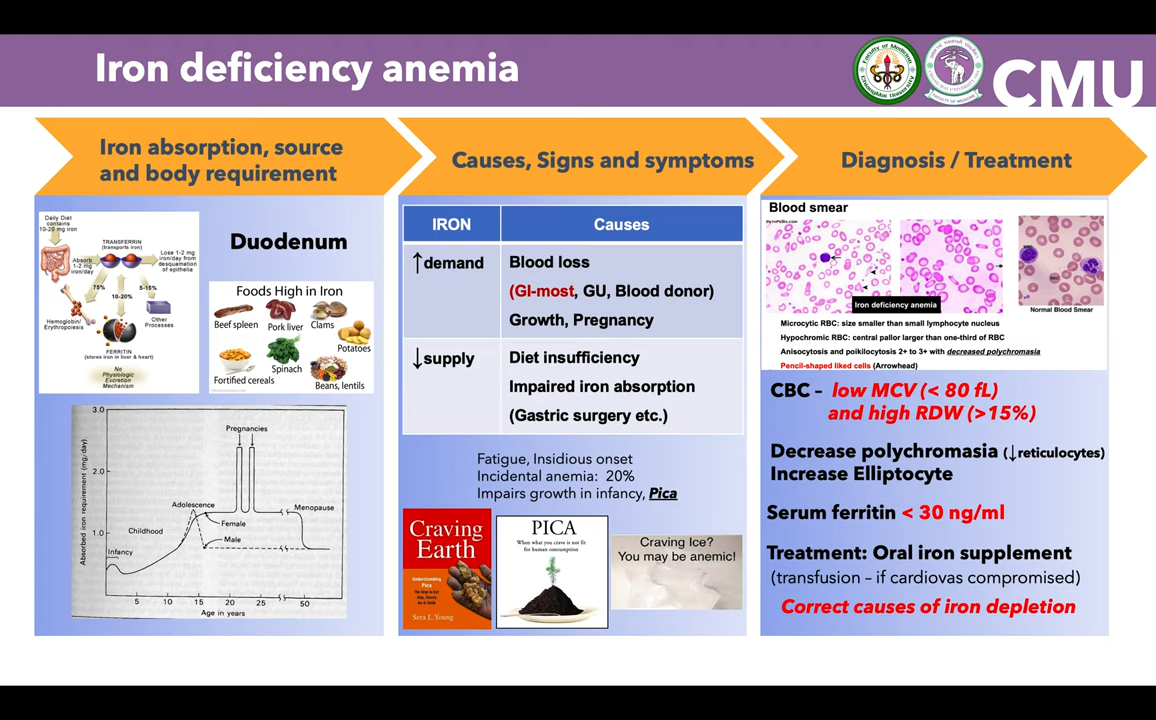 Iron deficiency anemia
Faculty of Medicine
ChiangMai University
CMU
Iron absorption, source
and body requirement
Causes, Signs and symptoms
Diagnosis / Treatment
Daily Diet
contains
10-20 mg iron
TRANSFERRIN
(transports iron)
Absorb
1-2 mg
iron/day
Lose 1-2 mg
iron/day from
desquamation
of epithelia
75%
10-20%
5-15%
Hemoglobin/
Erythropoiesis
Other
Processes
FERRITIN
(stores iron in liver & heart)
No
Physiologic
Excretion
Mechanism
Duodenum
Foods High in Iron
Beef spleen
Pork liver
Clams
Potatoes
Fortified cereals
Spinach
Beans, lentils
Absorbed iron requirement (mg/day)
3.0
2.0
1.0
Pregnancies
Adolescence
Menopause
Female
Childhood
Male
Infancy
5 10 15 20 25 50
Age in years
IRON Causes
↑demand Blood loss
(GI-most, GU, Blood donor)
Growth, Pregnancy
↓supply Diet insufficiency
Impaired iron absorption
(Gastric surgery etc.)
Fatigue, Insidious onset
Incidental anemia: 20%
Impairs growth in infancy, Pica
Craving
Earth
Understanding
Pica
Sera L. Young
PICA
When what you crave is not fit
for human consumption
Craving Ice?
You may be anemic!
Blood smear
Iron deficiency anemia
Normal Blood Smear
Microcytic RBC: size smaller than small lymphocyte nucleus
Hypochromic RBC: central pallor larger than one-third of RBC
Anisocytosis and poikilocytosis 2+ to 3+ with decreased polychromasia
Pencil-shaped liked cells (Arrowhead)
CBC – low MCV (< 80 fL)
and high RDW (>15%)
Decrease polychromasia (↓reticulocytes)
Increase Elliptocyte
Serum ferritin < 30 ng/ml
Treatment: Oral iron supplement
(transfusion – if cardiovas compromised)
Correct causes of iron depletion